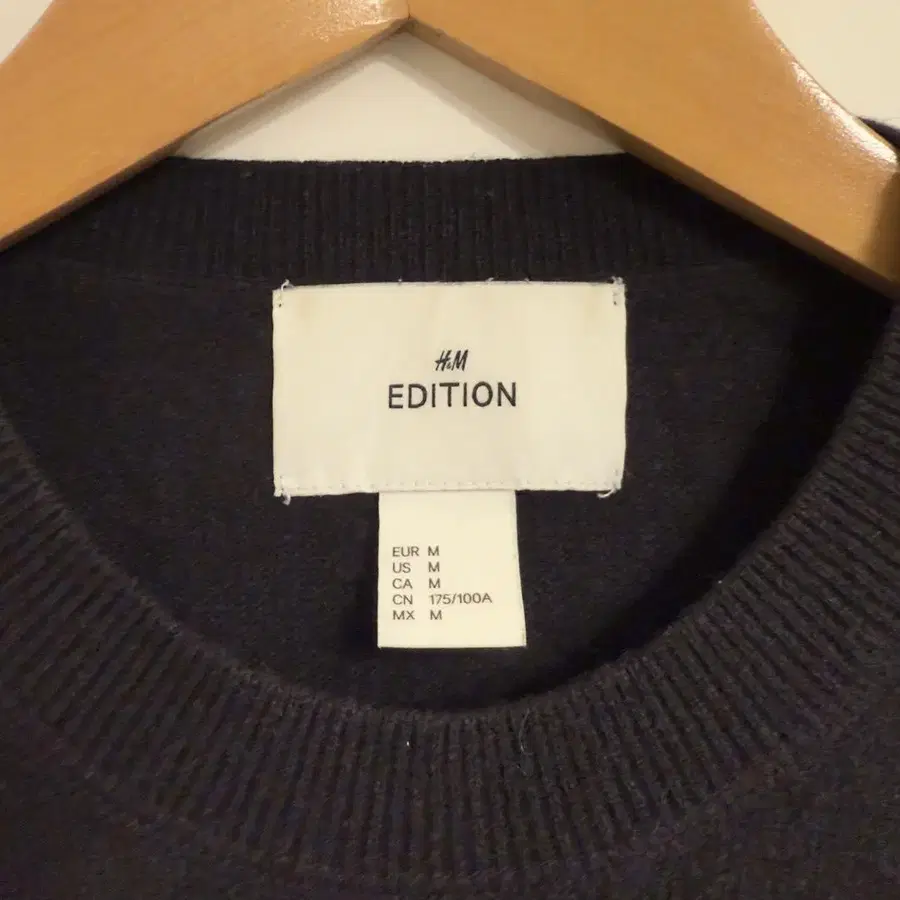 H&M
EDITION
EUR M
US M
CA M
CN 175/100A
MX M